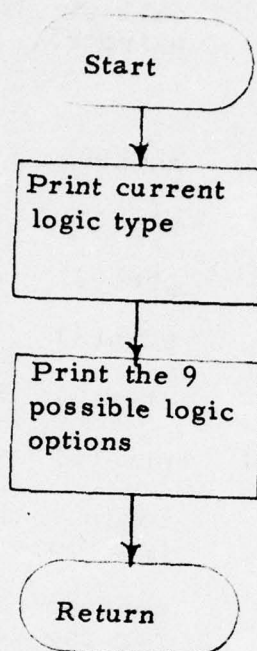 Start
Print current
logic type
Print the 9
possible logic
options
Return